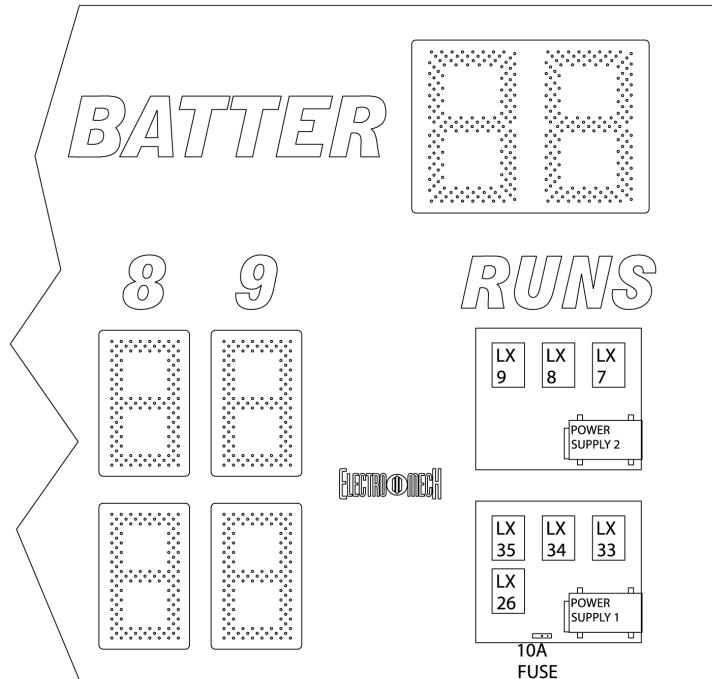 BATTER
8 9 RUNS
LX 9
LX 8
LX 7
POWER
SUPPLY 2
ELECTRO MECH
LX 35
LX 34
LX 33
LX 26
POWER
SUPPLY 1
10A
FUSE